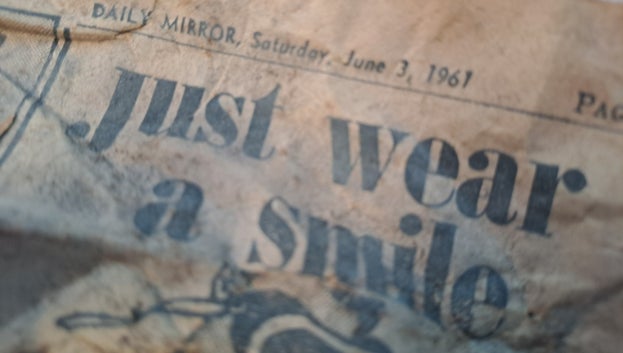 DAILY MIRROR, Saturday, June 3, 1961
Just wear
a smile